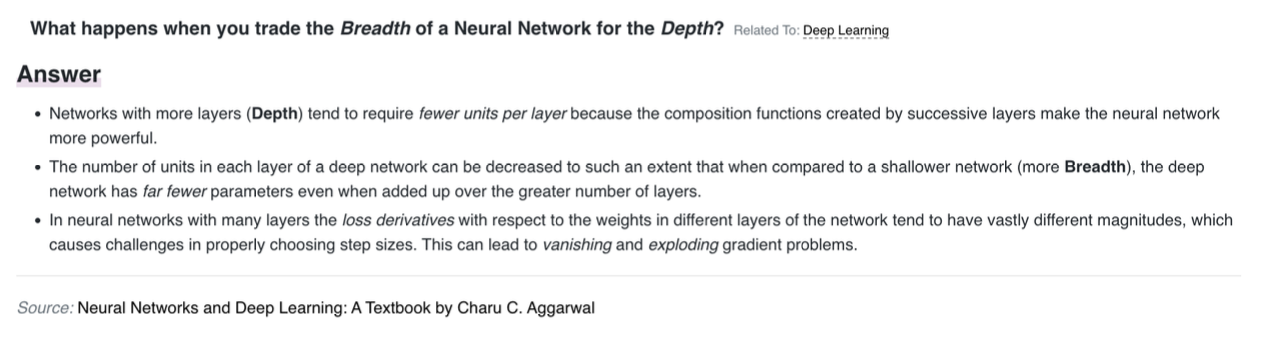 What happens when you trade the Breadth of a Neural Network for the Depth? Related To: Deep Learning
Answer
• Networks with more layers (Depth) tend to require fewer units per layer because the composition functions created by successive layers make the neural network
more powerful.
• The number of units in each layer of a deep network can be decreased to such an extent that when compared to a shallower network (more Breadth), the deep
network has far fewer parameters even when added up over the greater number of layers.
• In neural networks with many layers the loss derivatives with respect to the weights in different layers of the network tend to have vastly different magnitudes, which
causes challenges in properly choosing step sizes. This can lead to vanishing and exploding gradient problems.
Source: Neural Networks and Deep Learning: A Textbook by Charu C. Aggarwal